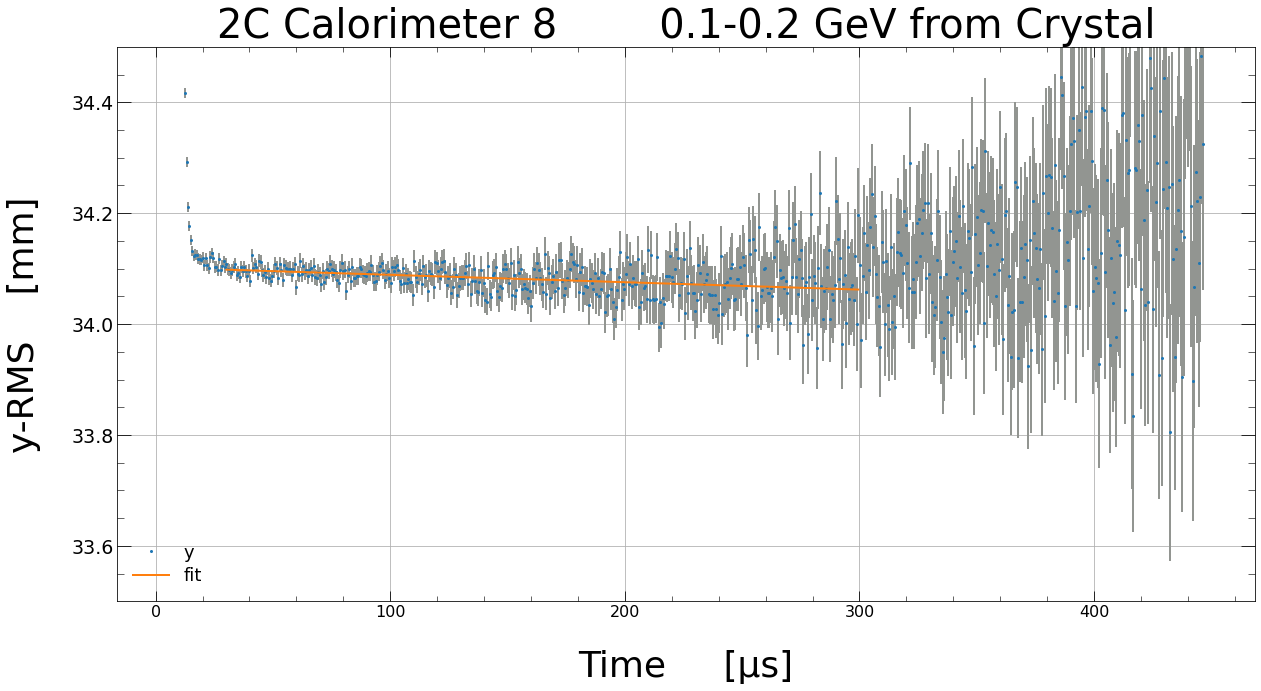 2C Calorimeter 8 0.1-0.2 GeV from Crystal
y-RMS [mm]
34.4
34.2
34.0
33.8
33.6
y
fit
0 100 200 300 400
Time [µs]